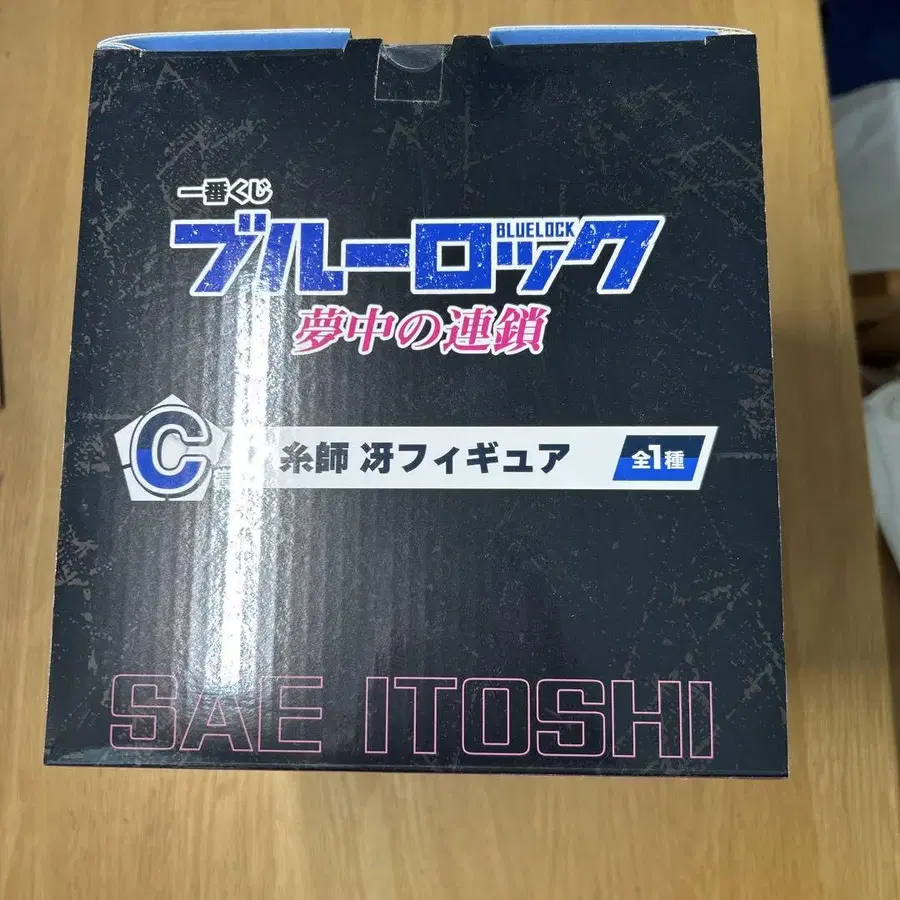 一番くじ
ブルーロック
BLUELOCK
夢中の連鎖
C
糸師 冴フィギュア
全1種
SAE ITOSHI